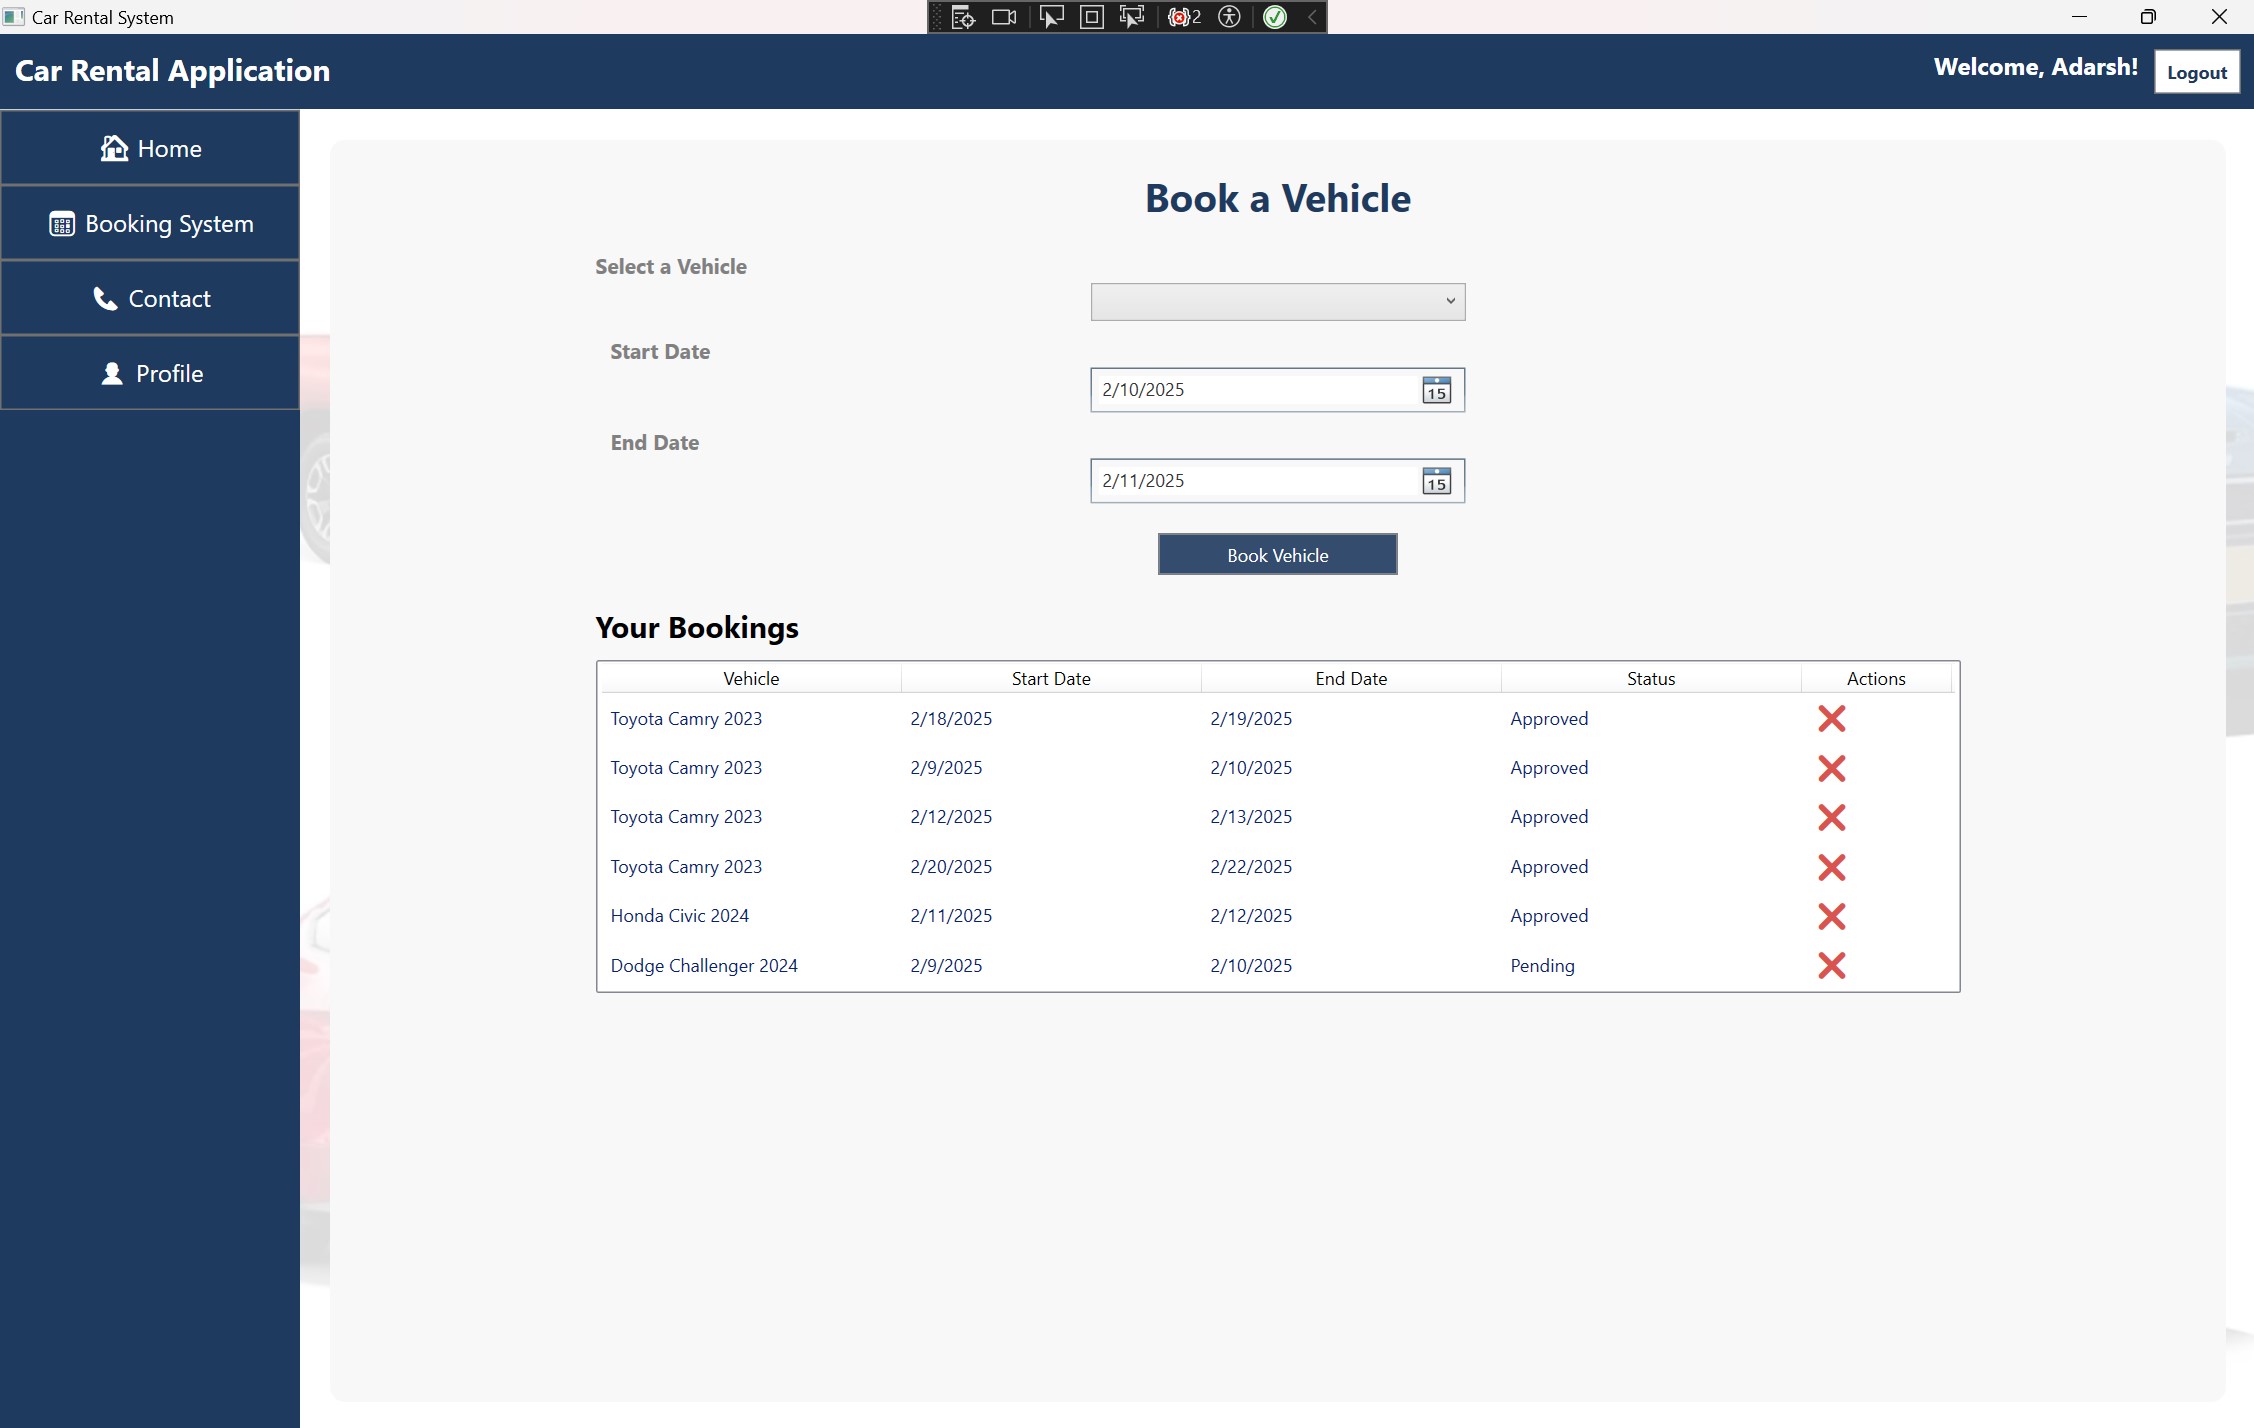 Car Rental System
2
Car Rental Application
Welcome, Adarsh!
Logout
Home
Booking System
Contact
Profile
Book a Vehicle
Select a Vehicle
Start Date
2/10/2025
15
End Date
2/11/2025
15
Book Vehicle
Your Bookings
Vehicle Start Date End Date Status Actions
Toyota Camry 2023 2/18/2025 2/19/2025 Approved
Toyota Camry 2023 2/9/2025 2/10/2025 Approved
Toyota Camry 2023 2/12/2025 2/13/2025 Approved
Toyota Camry 2023 2/20/2025 2/22/2025 Approved
Honda Civic 2024 2/11/2025 2/12/2025 Approved
Dodge Challenger 2024 2/9/2025 2/10/2025 Pending